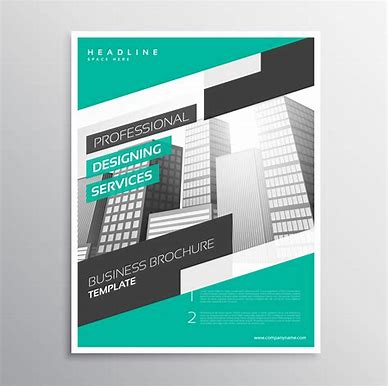 HEADLINE
SPACE HERE
PROFESSIONAL
DESIGNING
SERVICES
BUSINESS BROCHURE
TEMPLATE
1
2
www.companyname.com